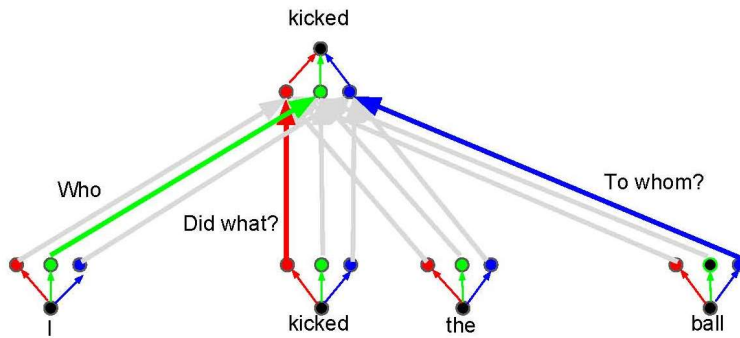 kicked
Who
To whom?
Did what?
I
kicked
the
ball